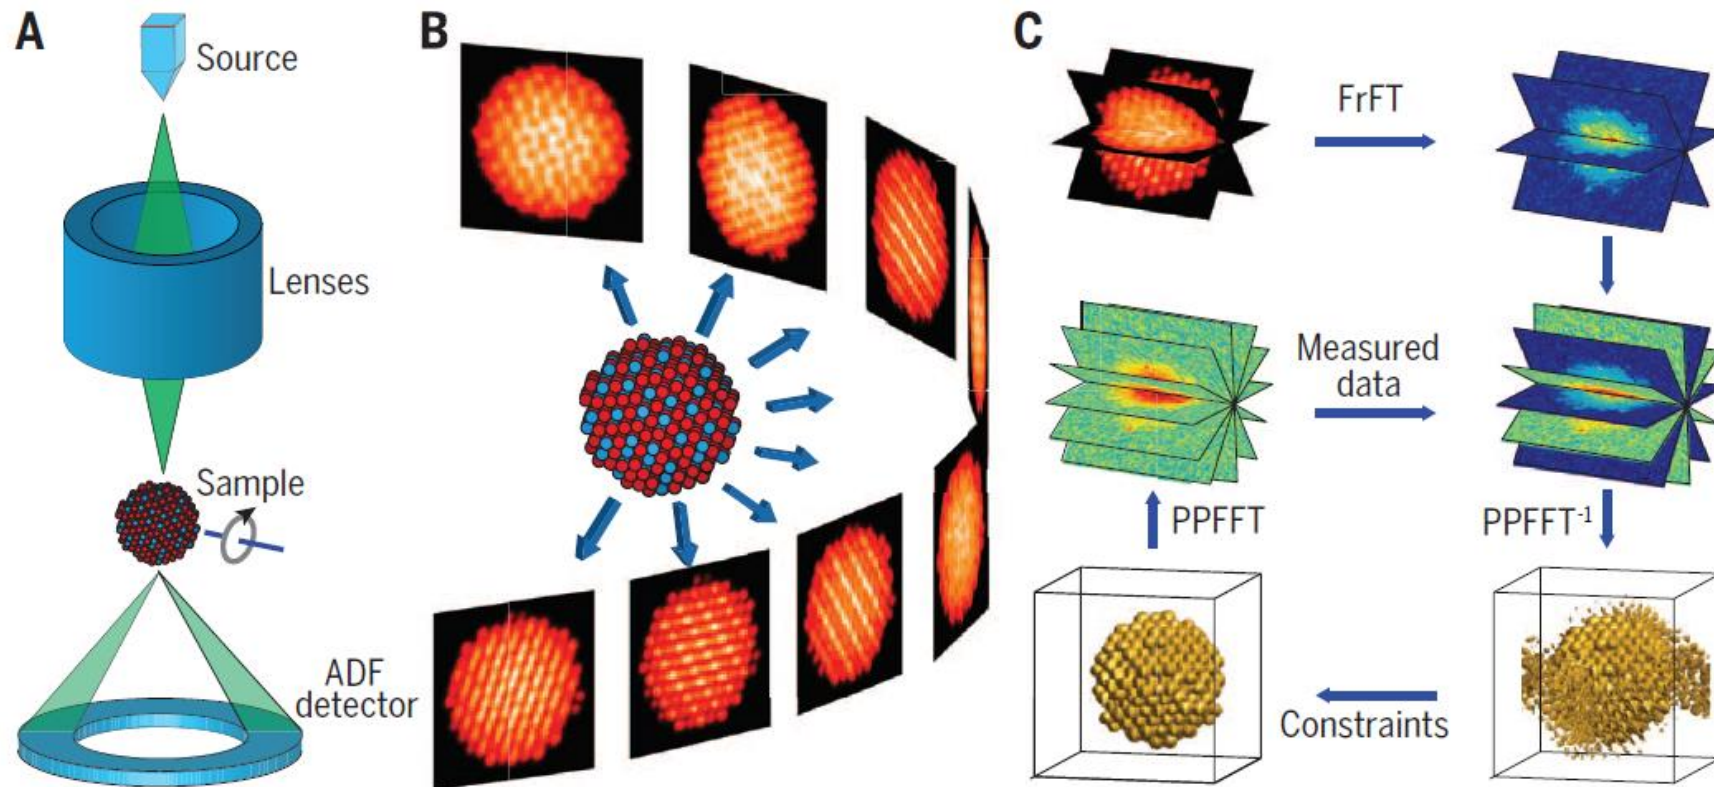 A
Source
Lenses
Sample
ADF
detector
B
C
FrFT
Measured
data
PPFFT
PPFFT-1
Constraints